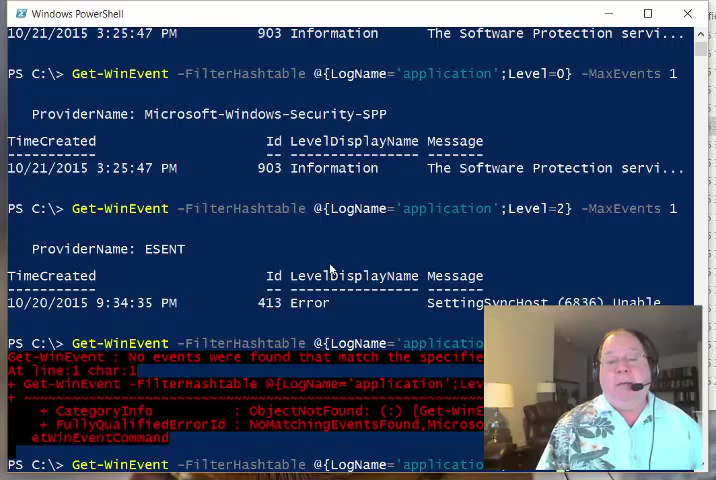 Windows PowerShell
10/21/2015 3:25:47 PM 903 Information The Software Protection servi...
PS C:\> Get-WinEvent -FilterHashtable @{LogName='application';Level=0} -MaxEvents 1
ProviderName: Microsoft-Windows-Security-SPP
TimeCreated Id LevelDisplayName Message
----------- -- ---------------- -------
10/21/2015 3:25:47 PM 903 Information The Software Protection servi...
PS C:\> Get-WinEvent -FilterHashtable @{LogName='application';Level=2} -MaxEvents 1
ProviderName: ESENT
TimeCreated Id LevelDisplayName Message
----------- -- ---------------- -------
10/20/2015 9:34:35 PM 413 Error SettingSyncHost (6836) Unable
PS C:\> Get-WinEvent -FilterHashtable @{LogName='applicatio
Get-WinEvent : No events were found that match the specifie
At line:1 char:1
+ Get-WinEvent -FilterHashtable @{LogName='application';Lev
+ ~~~~~~~~~~~~~~~~~~~~~~~~~~~~~~~~~~~~~~~~~~~~~~~~~~~~~~~~~
+ CategoryInfo : ObjectNotFound: (:) [Get-WinE
+ FullyQualifiedErrorId : NoMatchingEventsFound,Microso
etWinEventCommand
PS C:\> Get-WinEvent -FilterHashtable @{LogName='applicatio